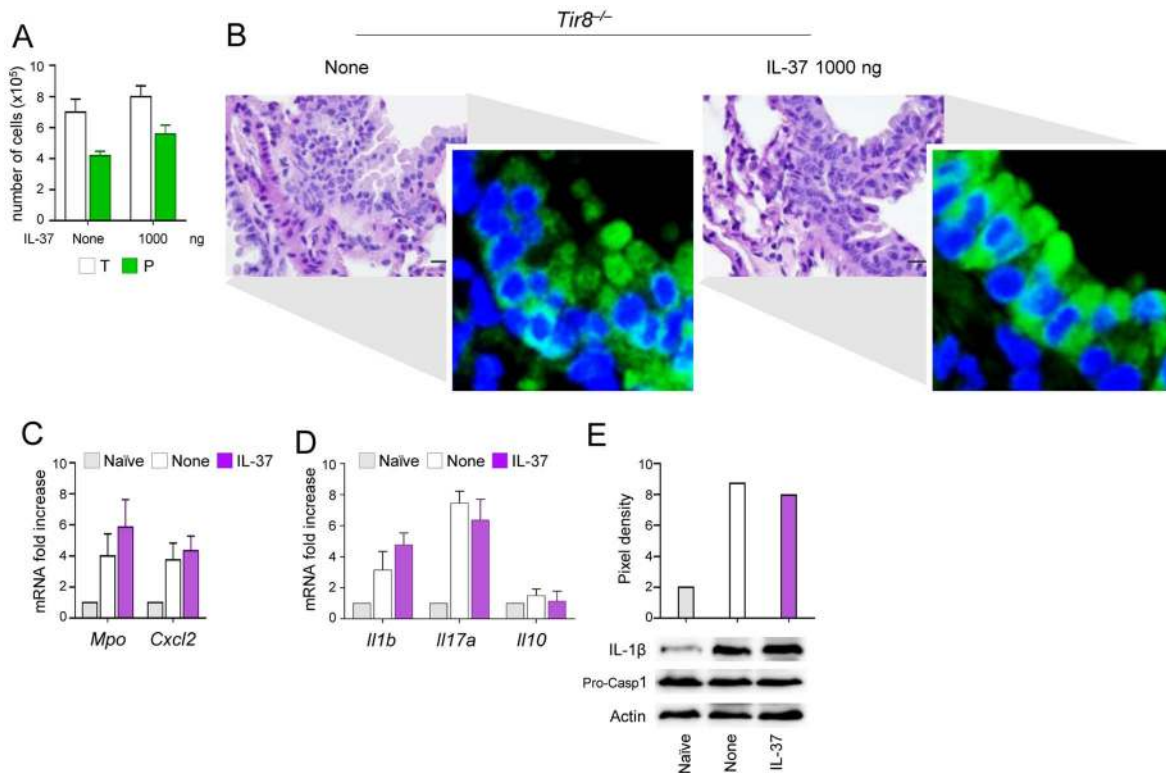 Tir8–/–
A
B
None
IL-37 1000 ng
number of cells (x10⁵)
10
8
6
4
2
0
IL-37 None 1000 ng
T P
C
Naïve None IL-37
mRNA fold increase
10
8
6
4
2
0
Mpo Cxcl2
D
Naïve None IL-37
mRNA fold increase
10
8
6
4
2
0
Il1b Il17a Il10
E
Pixel density
10
8
6
4
2
0
IL-1β
Pro-Casp1
Actin
Naïve
None
IL-37